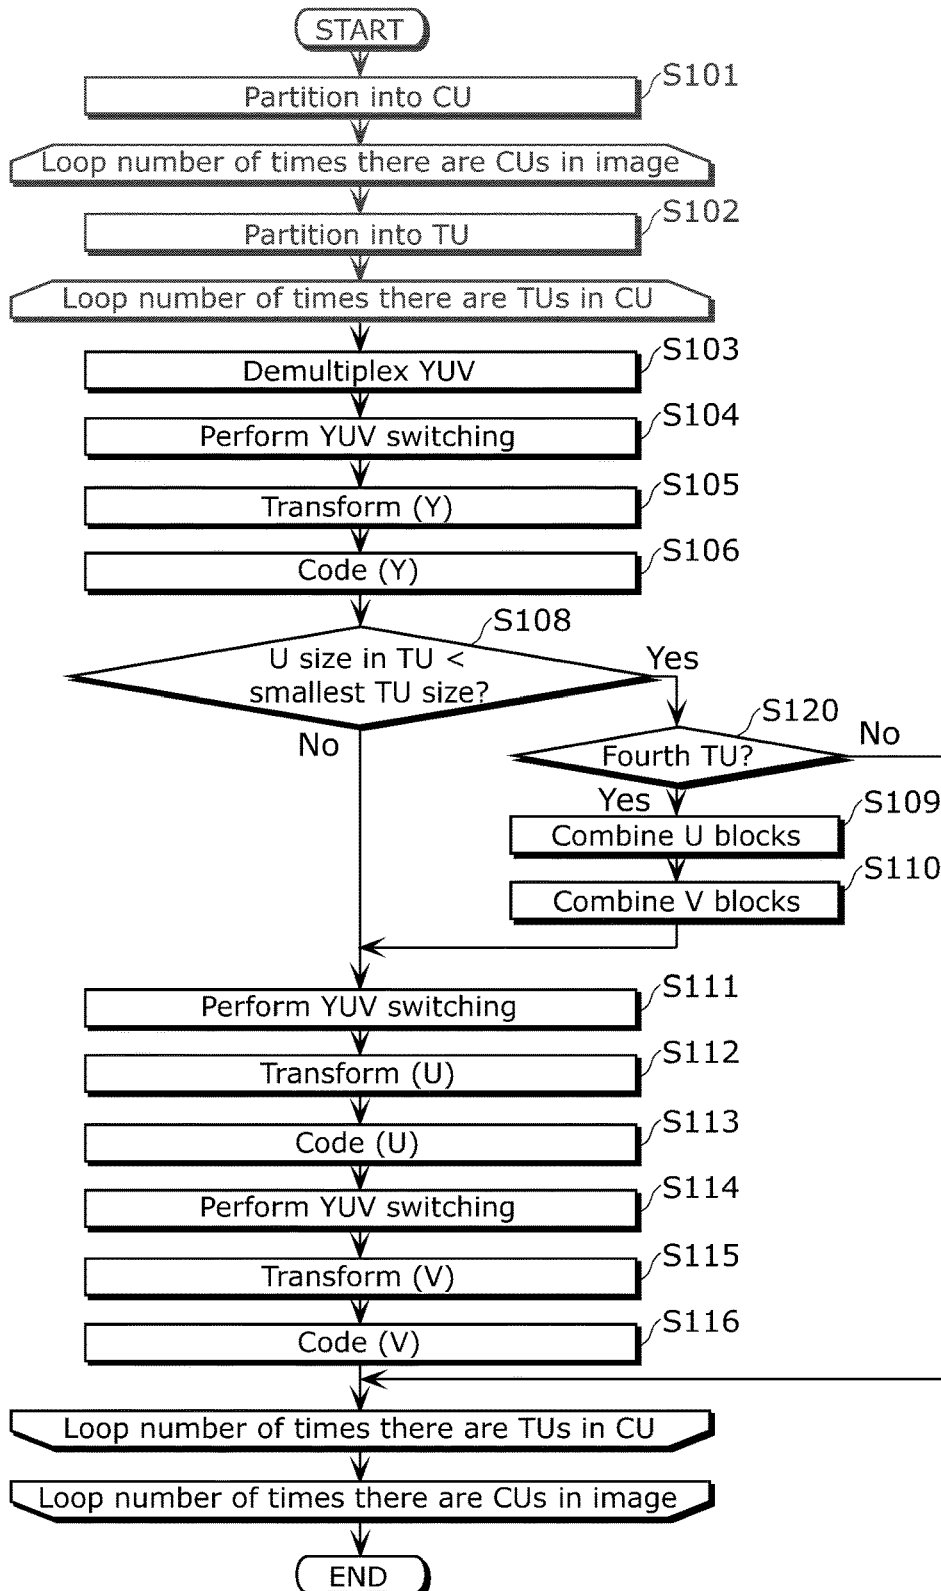 START
S101
Partition into CU
Loop number of times there are CUs in image
S102
Partition into TU
Loop number of times there are TUs in CU
S103
Demultiplex YUV
S104
Perform YUV switching
S105
Transform (Y)
S106
Code (Y)
S108
U size in TU <
smallest TU size?
Yes
No
S120
Fourth TU?
No
Yes
S109
Combine U blocks
S110
Combine V blocks
S111
Perform YUV switching
S112
Transform (U)
S113
Code (U)
S114
Perform YUV switching
S115
Transform (V)
S116
Code (V)
Loop number of times there are TUs in CU
Loop number of times there are CUs in image
END